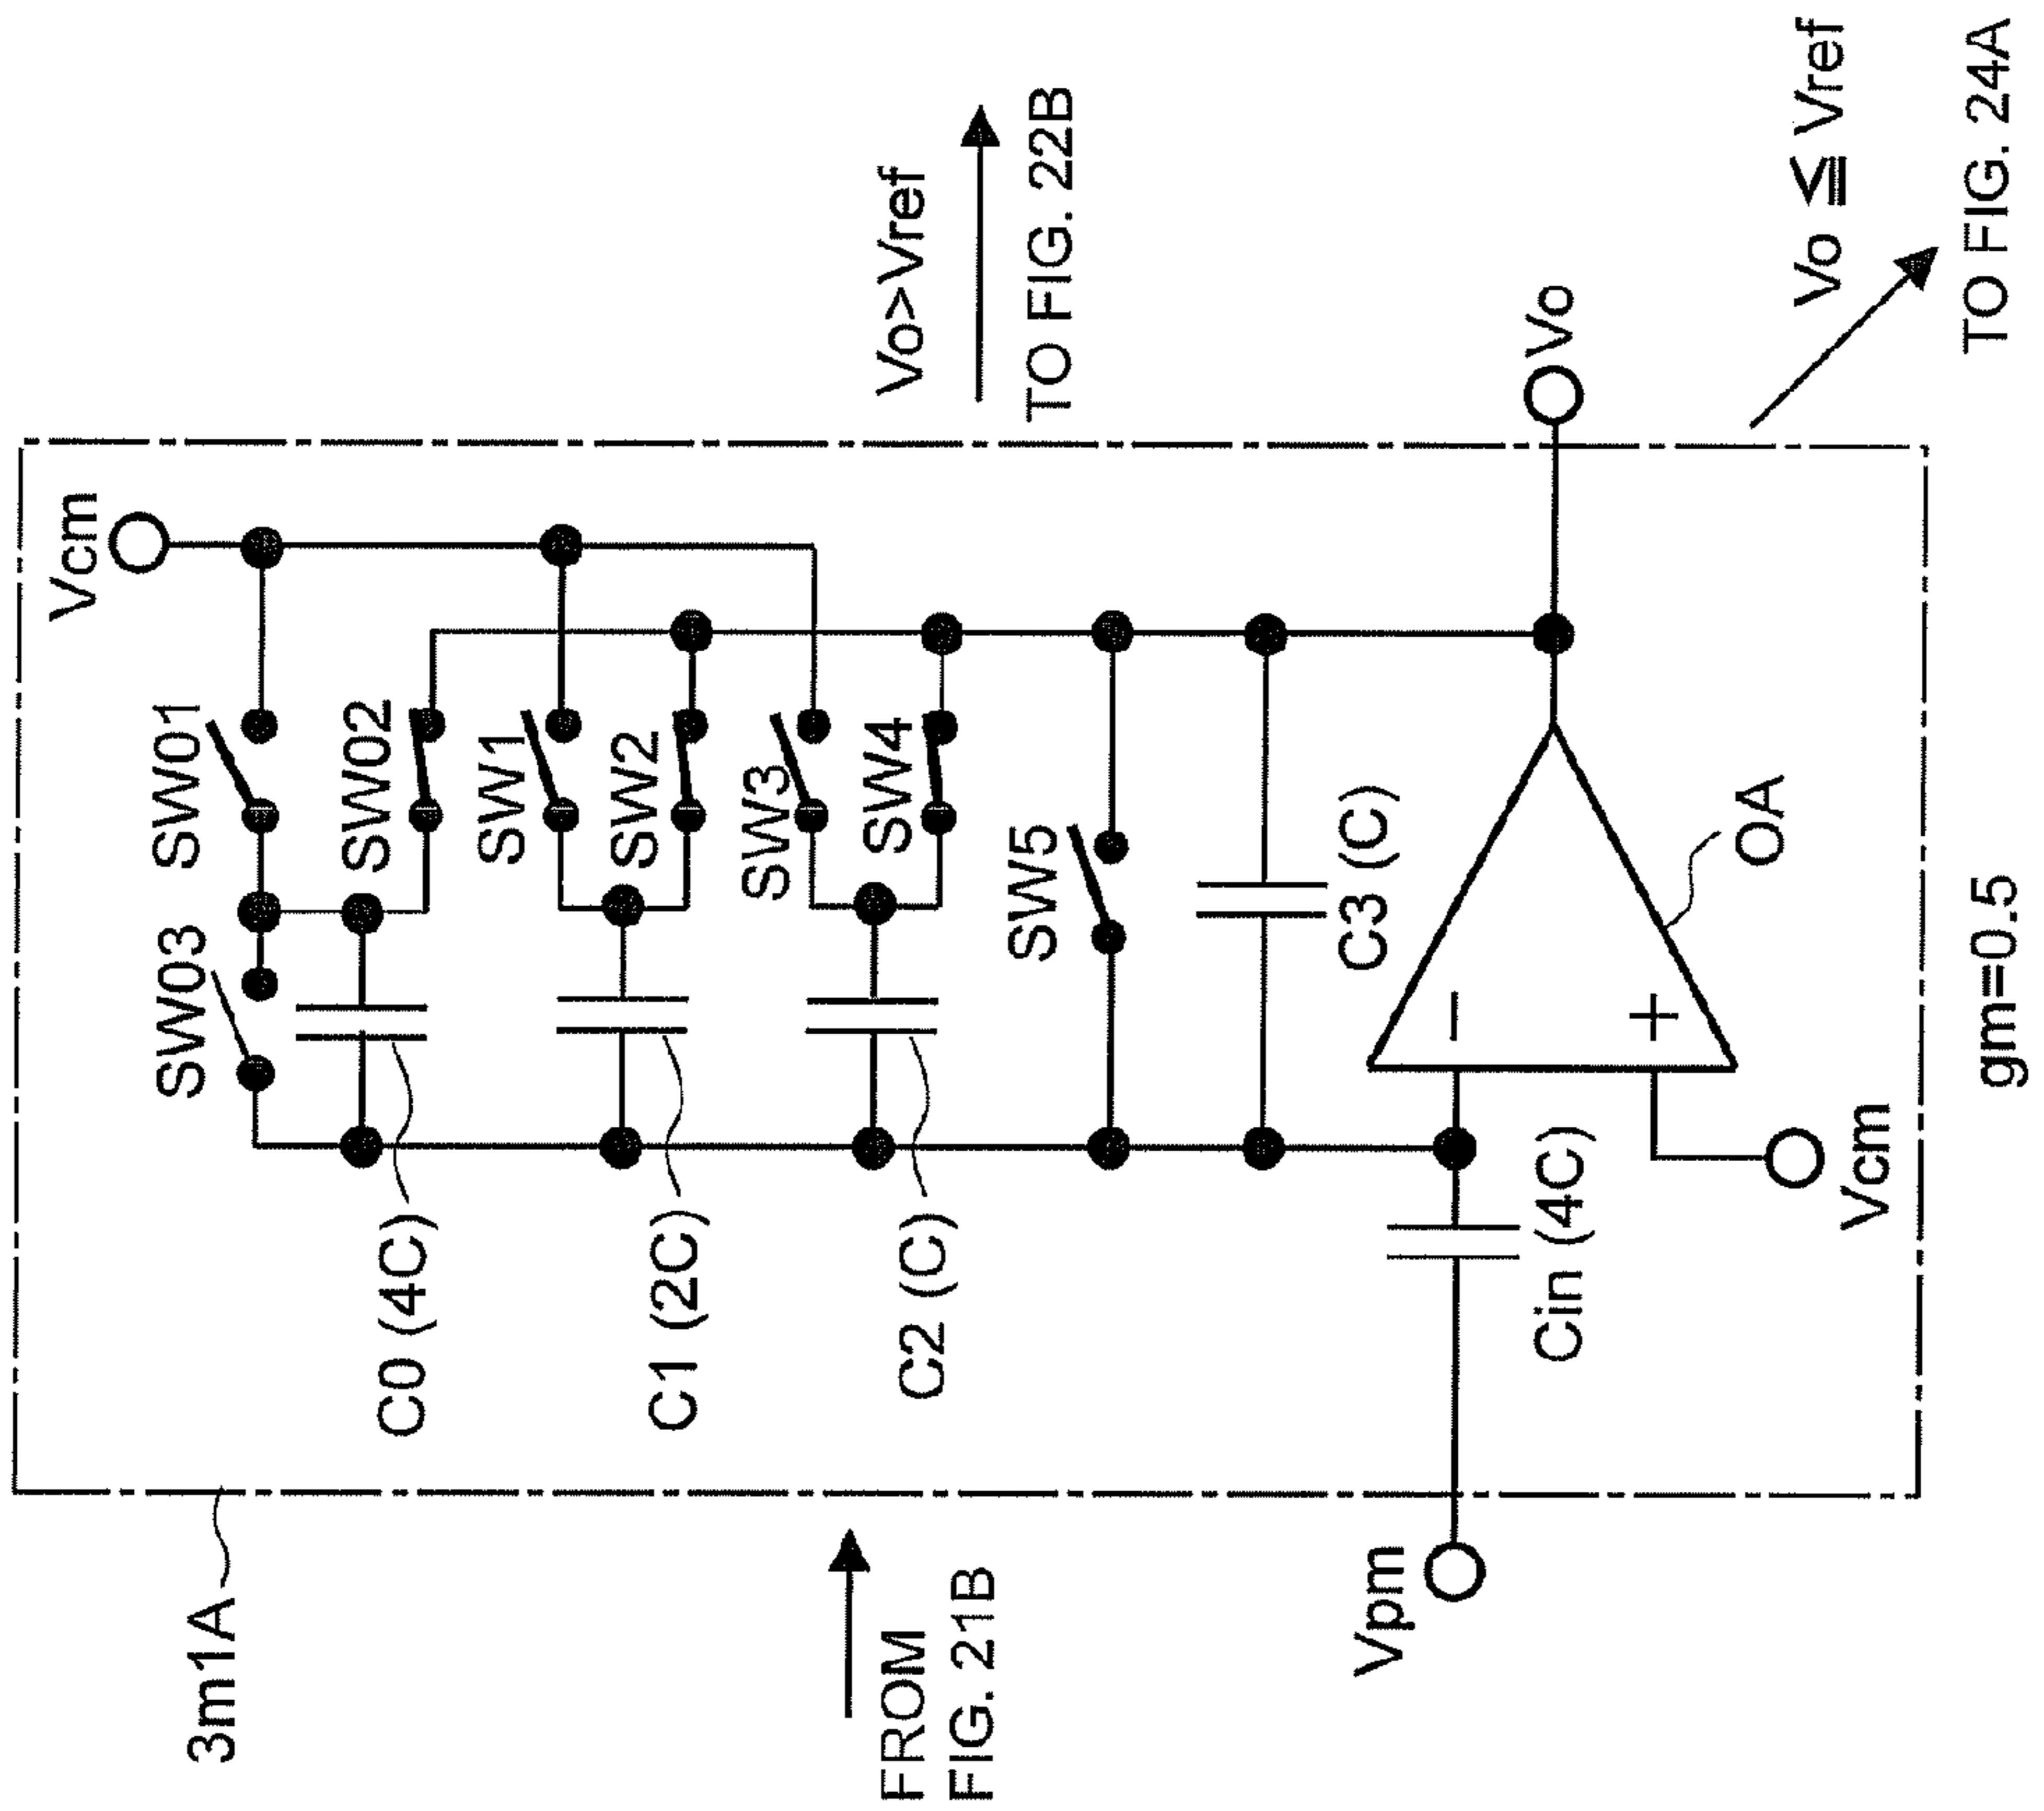 3m1A
Vcm
SW03
SW01
SW02
C0 (4C)
SW1
SW2
C1 (2C)
SW3
SW4
C2 (C)
SW5
C3 (C)
FROM
FIG. 21B
Vo>Vref
TO FIG. 22B
Vpm
Cin (4C)
−
+
OA
Vcm
Vo
Vo ≦ Vref
TO FIG. 24A
gm=0.5